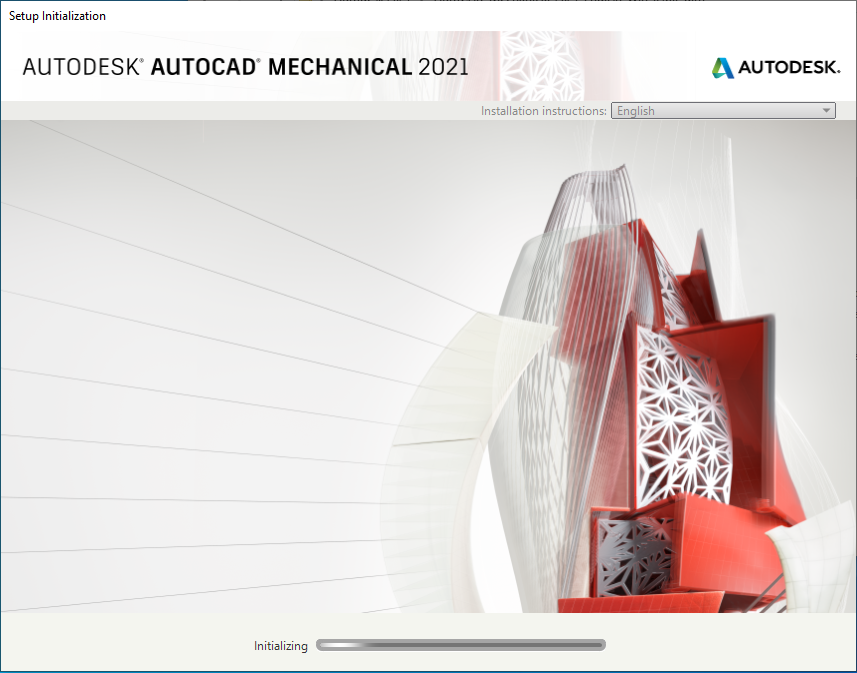 Setup Initialization
AUTODESK® AUTOCAD® MECHANICAL 2021
AUTODESK.
Installation instructions: English
Initializing